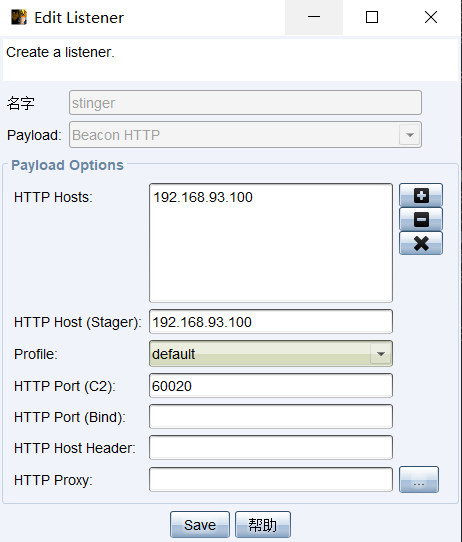 Edit Listener
Create a listener.
名字 stinger
Payload: Beacon HTTP
Payload Options
HTTP Hosts: 192.168.93.100
HTTP Host (Stager): 192.168.93.100
Profile: default
HTTP Port (C2): 60020
HTTP Port (Bind):
HTTP Host Header:
HTTP Proxy: ...
Save 帮助